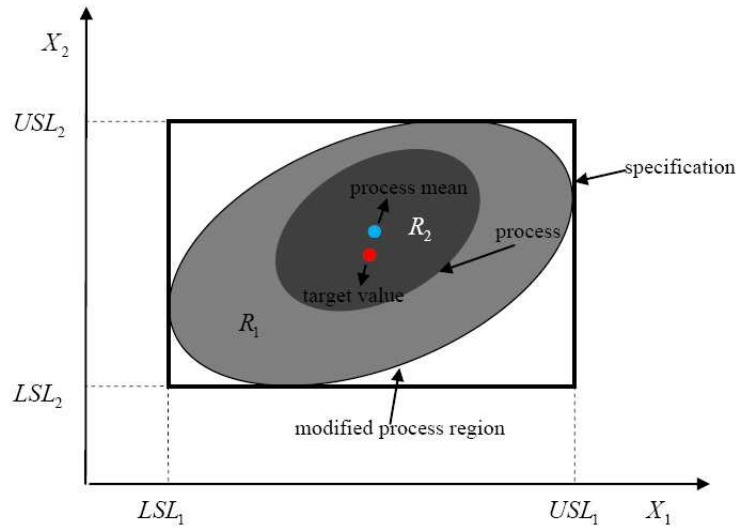 X₂
USL₂
specification
process mean
R₂
process
target value
R₁
LSL₂
modified process region
LSL₁
USL₁
X₁